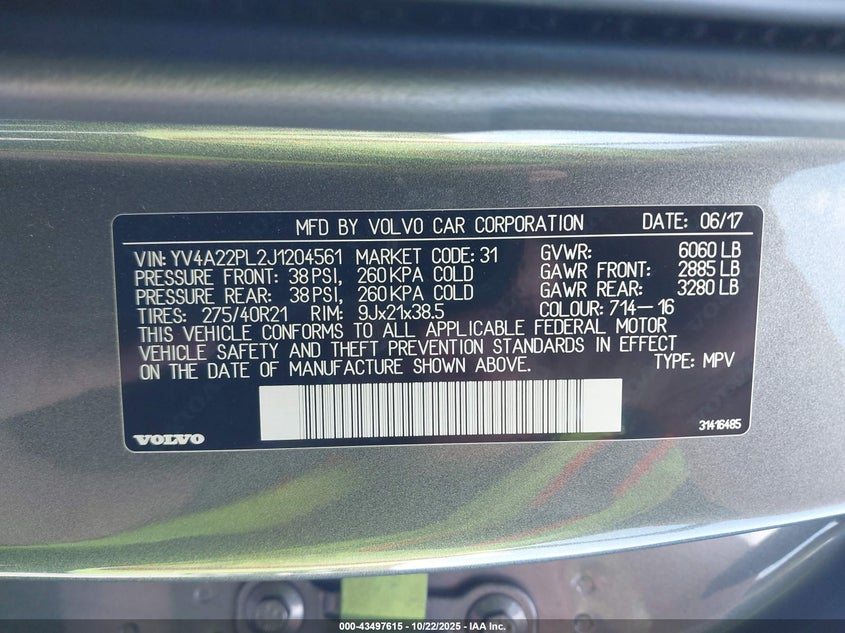 MFD BY VOLVO CAR CORPORATION DATE: 06/17
VIN: YV4A22PL2J1204561 MARKET CODE: 31 GVWR: 6060 LB
PRESSURE FRONT: 38 PSI, 260 KPA COLD GAWR FRONT: 2885 LB
PRESSURE REAR: 38 PSI, 260 KPA COLD GAWR REAR: 3280 LB
TIRES: 275/40R21 RIM: 9Jx21x38.5 COLOUR: 714-16
THIS VEHICLE CONFORMS TO ALL APPLICABLE FEDERAL MOTOR
VEHICLE SAFETY AND THEFT PREVENTION STANDARDS IN EFFECT
ON THE DATE OF MANUFACTURE SHOWN ABOVE. TYPE: MPV
VOLVO 31416485
000-43497615 - 10/22/2025 - IAA, Inc.